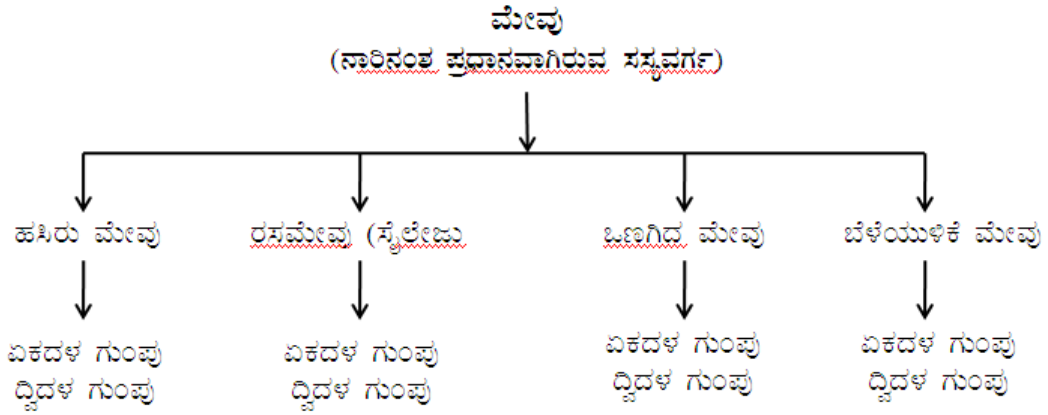 ಮೇವು
(ನಾರಿನಂತ ಪ್ರಧಾನವಾಗಿರುವ ಸಸ್ಯವರ್ಗ)
ಹಸಿರು ಮೇವು
ರಸಮೇವು (ಸೈಲೇಜು
ಒಣಗಿದ ಮೇವು
ಬೆಳೆಯುಳಿಕೆ ಮೇವು
ಏಕದಳ ಗುಂಪು
ದ್ವಿದಳ ಗುಂಪು
ಏಕದಳ ಗುಂಪು
ದ್ವಿದಳ ಗುಂಪು
ಏಕದಳ ಗುಂಪು
ದ್ವಿದಳ ಗುಂಪು
ಏಕದಳ ಗುಂಪು
ದ್ವಿದಳ ಗುಂಪು